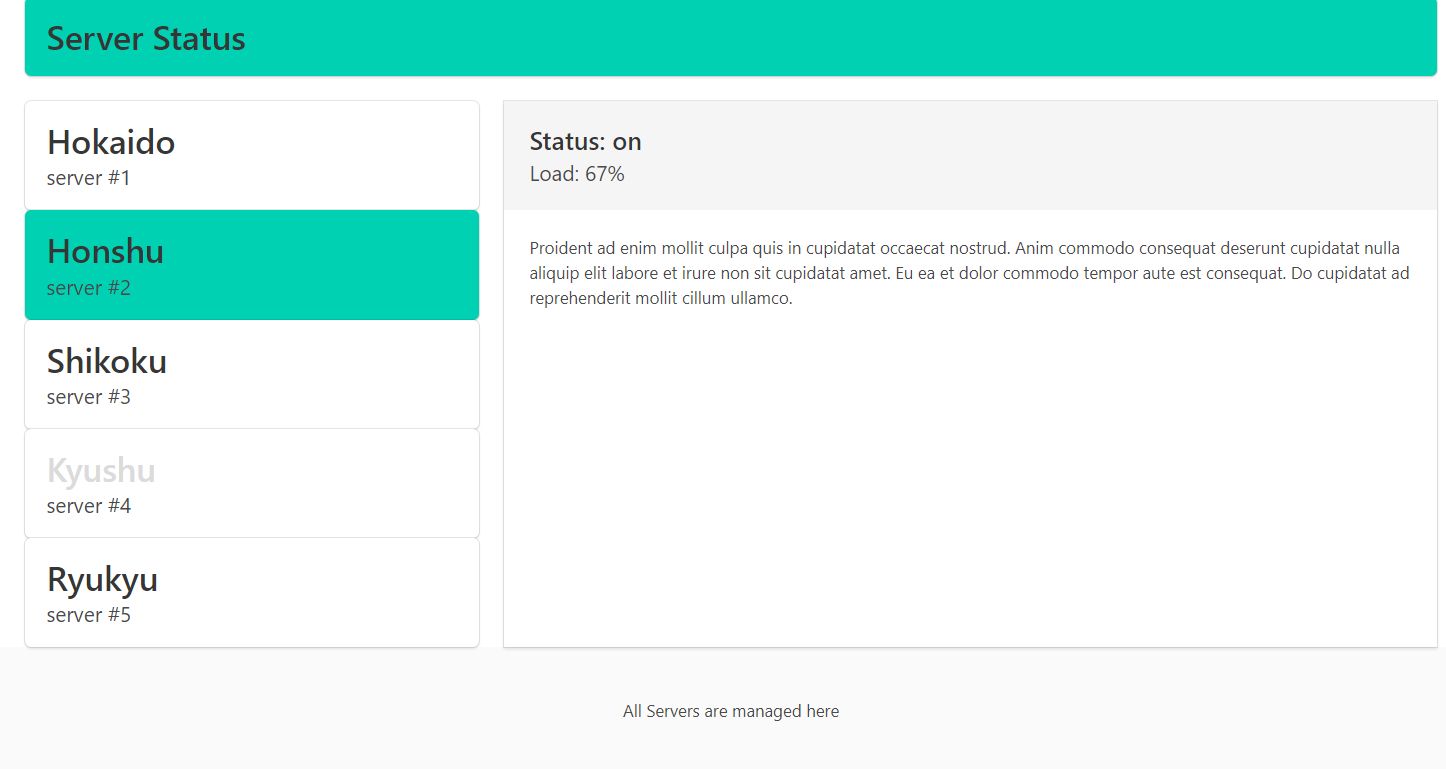 Server Status
Hokaido
server #1
Honshu
server #2
Shikoku
server #3
Kyushu
server #4
Ryukyu
server #5
Status: on
Load: 67%
Proident ad enim mollit culpa quis in cupidatat occaecat nostrud. Anim commodo consequat deserunt cupidatat nulla
aliquip elit labore et irure non sit cupidatat amet. Eu ea et dolor commodo tempor aute est consequat. Do cupidatat ad
reprehenderit mollit cillum ullamco.
All Servers are managed here